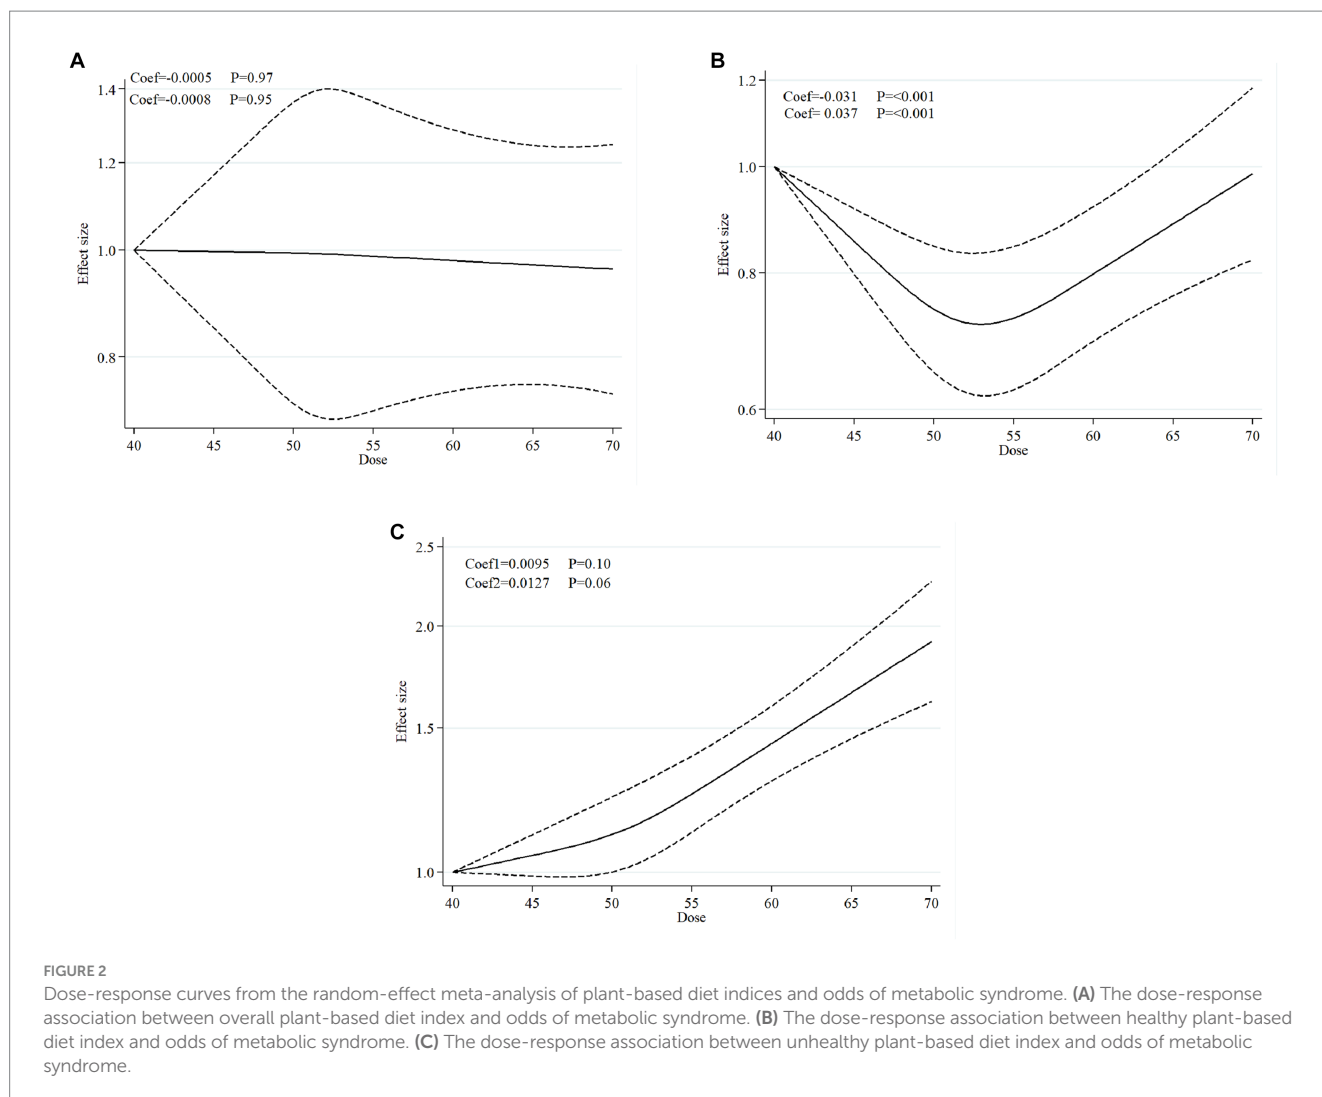 A
Coef=-0.0005 P=0.97
Coef=-0.0008 P=0.95
1.4
1.2
1.0
0.8
Effect size
40 45 50 55 60 65 70
Dose
B
Coef=-0.031 P=<0.001
Coef= 0.037 P=<0.001
1.2
1.0
0.8
0.6
Effect size
40 45 50 55 60 65 70
Dose
C
Coef1=0.0095 P=0.10
Coef2=0.0127 P=0.06
2.5
2.0
1.5
1.0
Effect size
40 45 50 55 60 65 70
Dose
FIGURE 2
Dose-response curves from the random-effect meta-analysis of plant-based diet indices and odds of metabolic syndrome. (A) The dose-response
association between overall plant-based diet index and odds of metabolic syndrome. (B) The dose-response association between healthy plant-based
diet index and odds of metabolic syndrome. (C) The dose-response association between unhealthy plant-based diet index and odds of metabolic
syndrome.